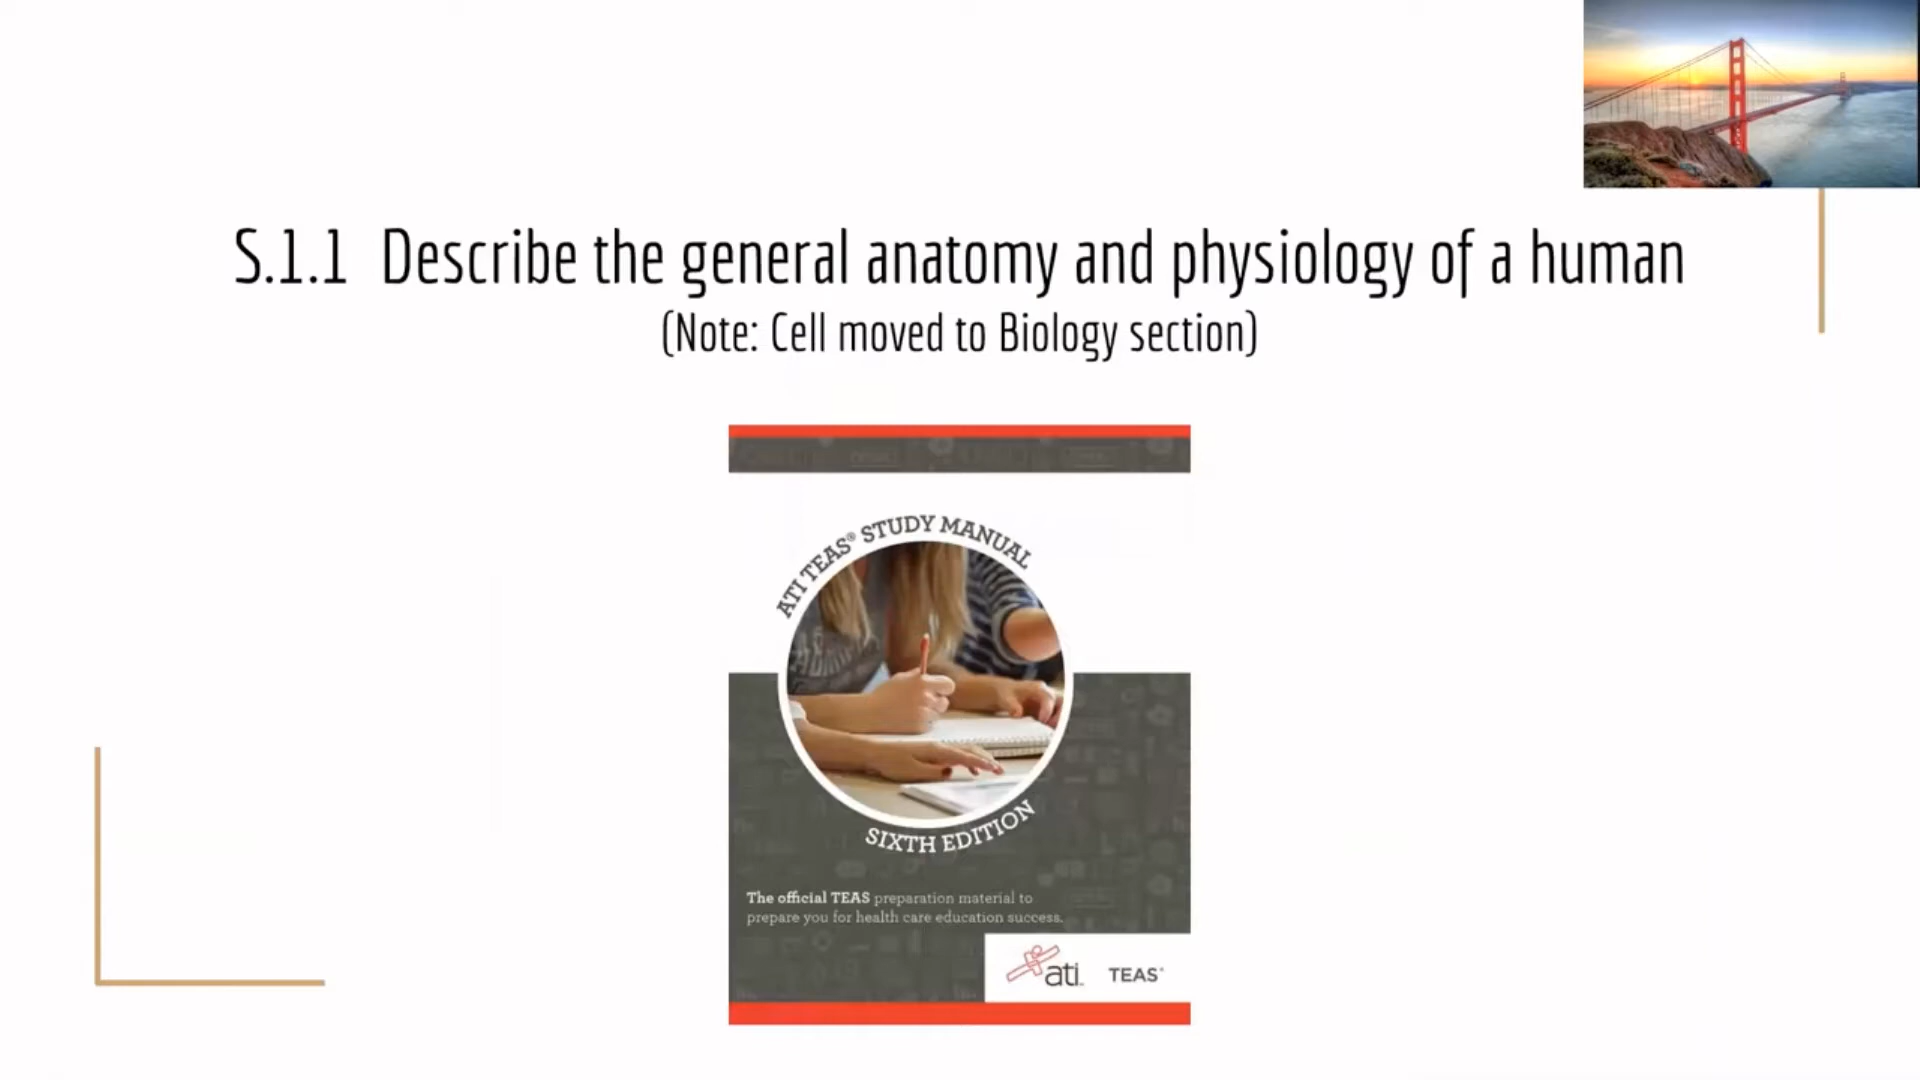 S.1.1 Describe the general anatomy and physiology of a human
(Note: Cell moved to Biology section)
ATI TEAS® STUDY MANUAL
SIXTH EDITION
The official TEAS preparation material to
prepare you for health care education success.
ati TEAS®